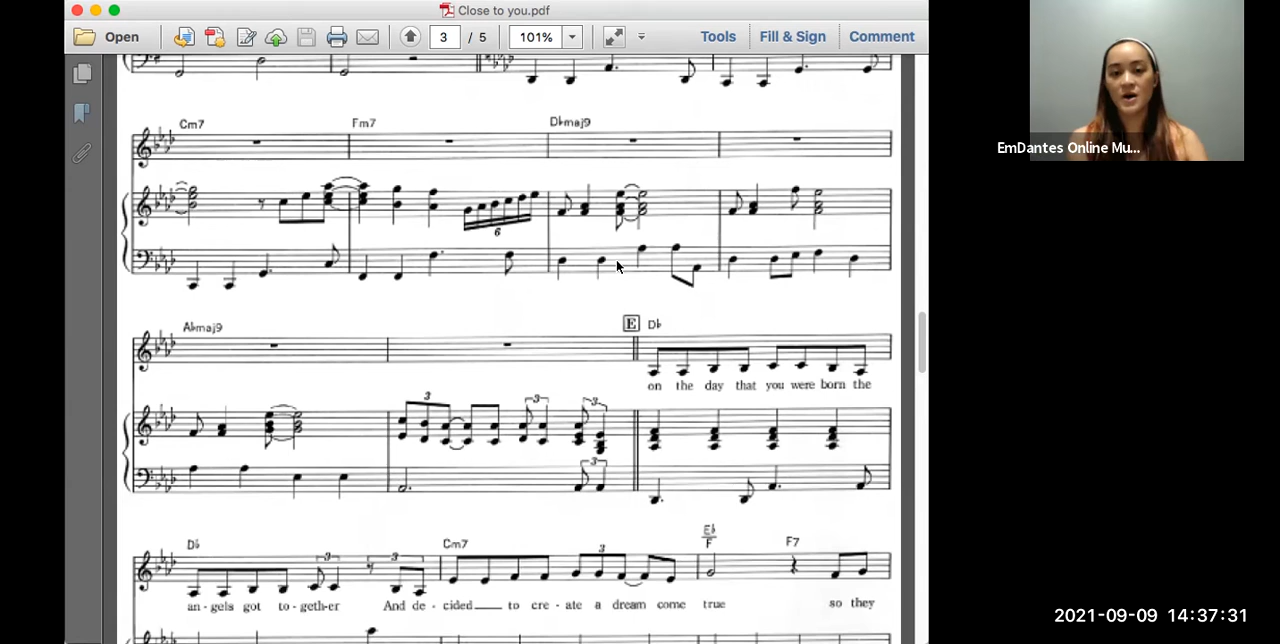 Close to you.pdf
Open 3 / 5 101% Tools Fill & Sign Comment
EmDantes Online Mu...
Cm7 Fm7 D♭maj9
6
A♭maj9 E D♭
on the day that you were born the
3 3 3
3
D♭ Cm7 E♭/F F7
3 3 3
an - gels got to - geth-er And de - cided____ to cre - ate a dream come true so they
2021-09-09 14:37:31